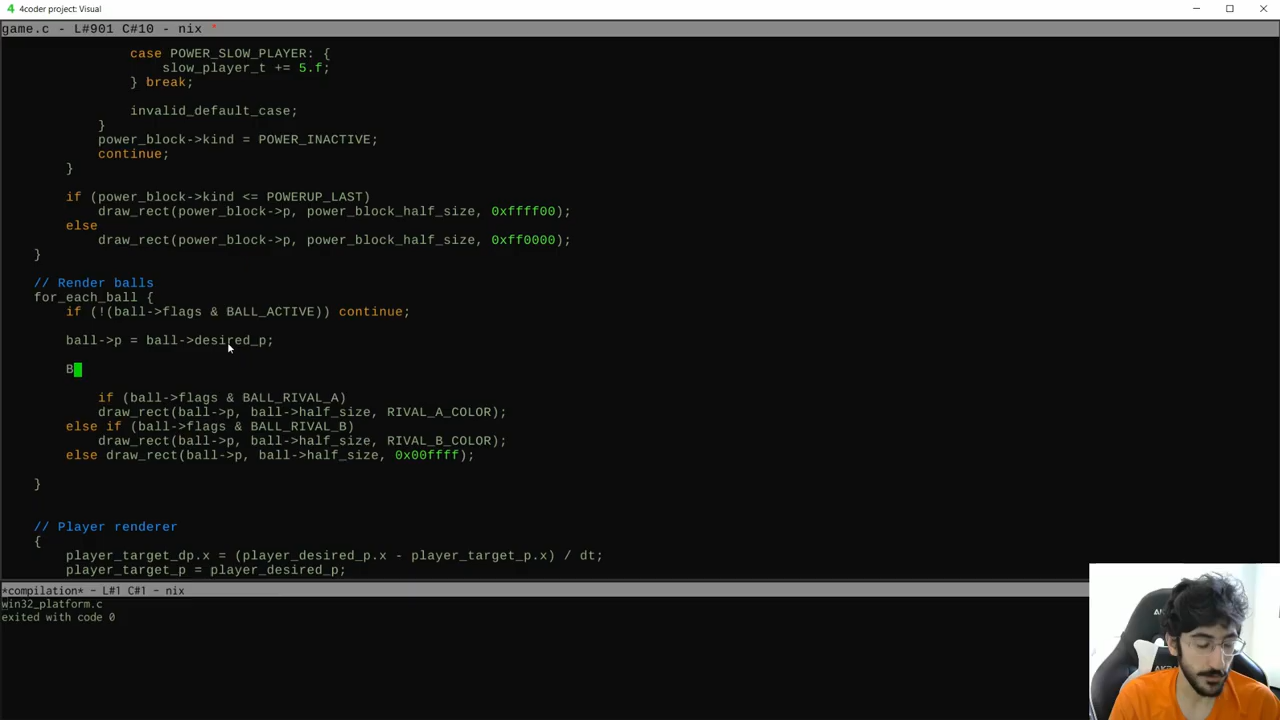 4 4coder project: Visual
game.c - L#901 C#10 - nix *
case POWER_SLOW_PLAYER: {
slow_player_t += 5.f;
} break;
invalid_default_case;
}
power_block->kind = POWER_INACTIVE;
continue;
}
if (power_block->kind <= POWERUP_LAST)
draw_rect(power_block->p, power_block_half_size, 0xffff00);
else
draw_rect(power_block->p, power_block_half_size, 0xff0000);
}
// Render balls
for_each_ball {
if (!(ball->flags & BALL_ACTIVE)) continue;
ball->p = ball->desired_p;
B
if (ball->flags & BALL_RIVAL_A)
draw_rect(ball->p, ball->half_size, RIVAL_A_COLOR);
else if (ball->flags & BALL_RIVAL_B)
draw_rect(ball->p, ball->half_size, RIVAL_B_COLOR);
else draw_rect(ball->p, ball->half_size, 0x00ffff);
}
// Player renderer
{
player_target_dp.x = (player_desired_p.x - player_target_p.x) / dt;
player_target_p = player_desired_p;
*compilation* - L#1 C#1 - nix
win32_platform.c
exited with code 0